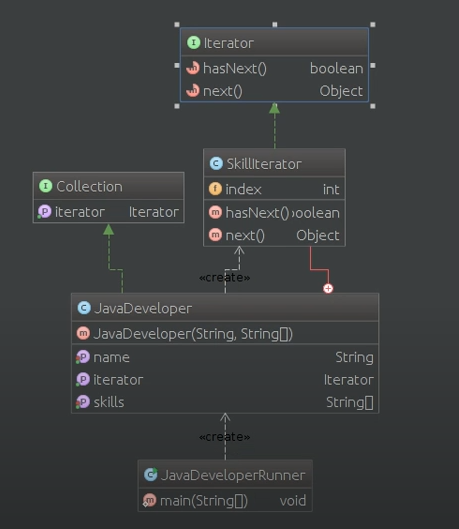 Iterator
hasNext() boolean
next() Object
SkillIterator
index int
hasNext() boolean
next() Object
Collection
iterator Iterator
«create»
JavaDeveloper
JavaDeveloper(String, String[])
name String
iterator Iterator
skills String[]
«create»
JavaDeveloperRunner
main(String[]) void